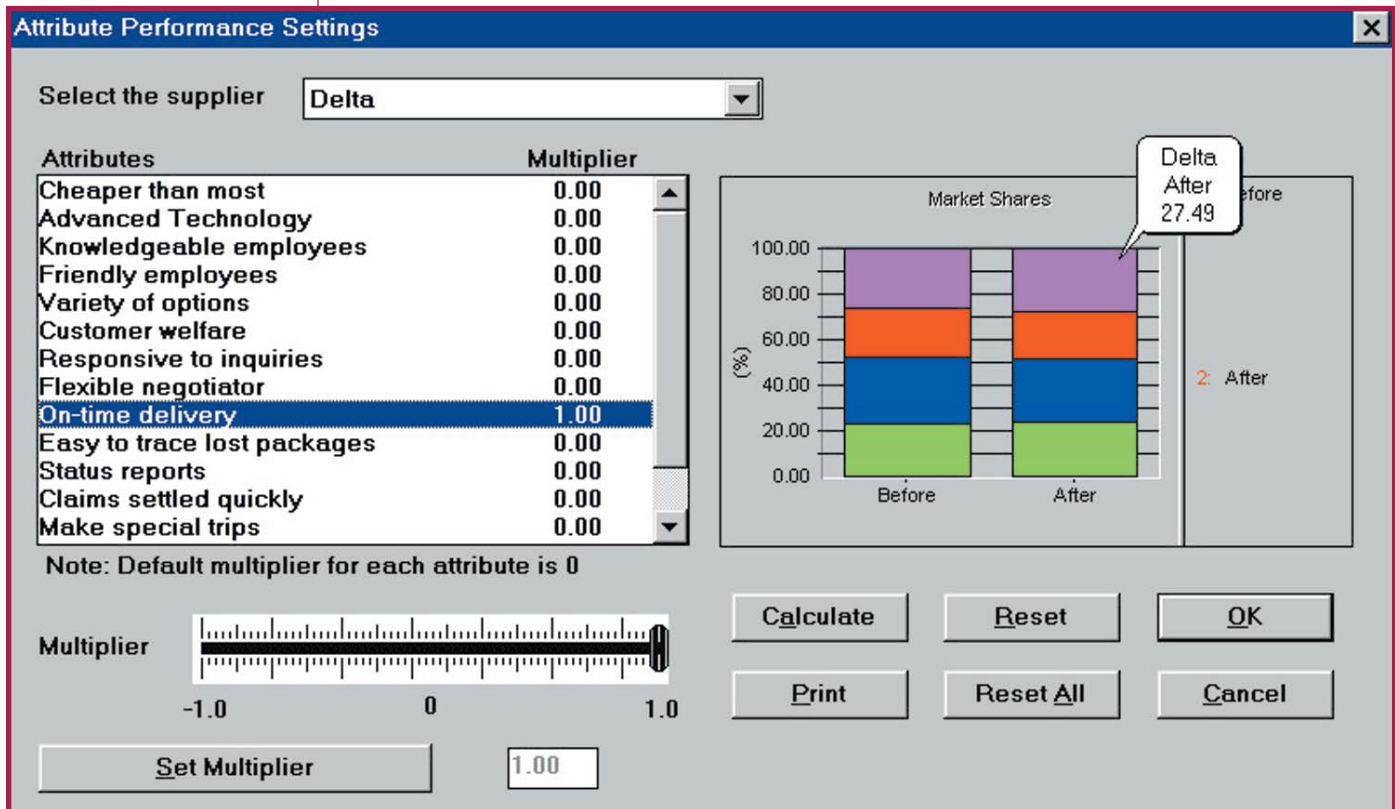 Attribute Performance Settings
Select the supplier Delta
Attributes Multiplier
Cheaper than most 0.00
Advanced Technology 0.00
Knowledgeable employees 0.00
Friendly employees 0.00
Variety of options 0.00
Customer welfare 0.00
Responsive to inquiries 0.00
Flexible negotiator 0.00
On-time delivery 1.00
Easy to trace lost packages 0.00
Status reports 0.00
Claims settled quickly 0.00
Make special trips 0.00
Note: Default multiplier for each attribute is 0
Multiplier
-1.0 0 1.0
Set Multiplier 1.00
Delta
After
27.49
Market Shares
efore
100.00
80.00
60.00
40.00
20.00
0.00
(%)
Before After
2: After
Calculate Reset OK
Print Reset All Cancel